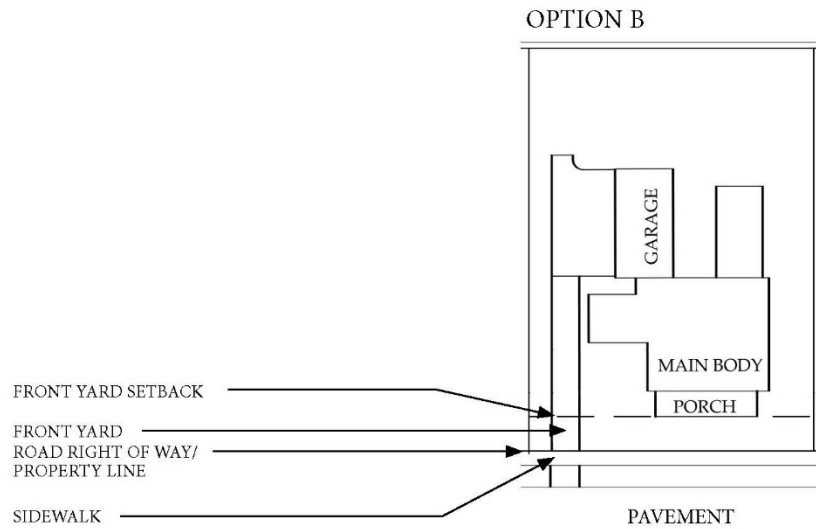 OPTION B
GARAGE
MAIN BODY
FRONT YARD SETBACK
PORCH
FRONT YARD
ROAD RIGHT OF WAY/
PROPERTY LINE
SIDEWALK
PAVEMENT